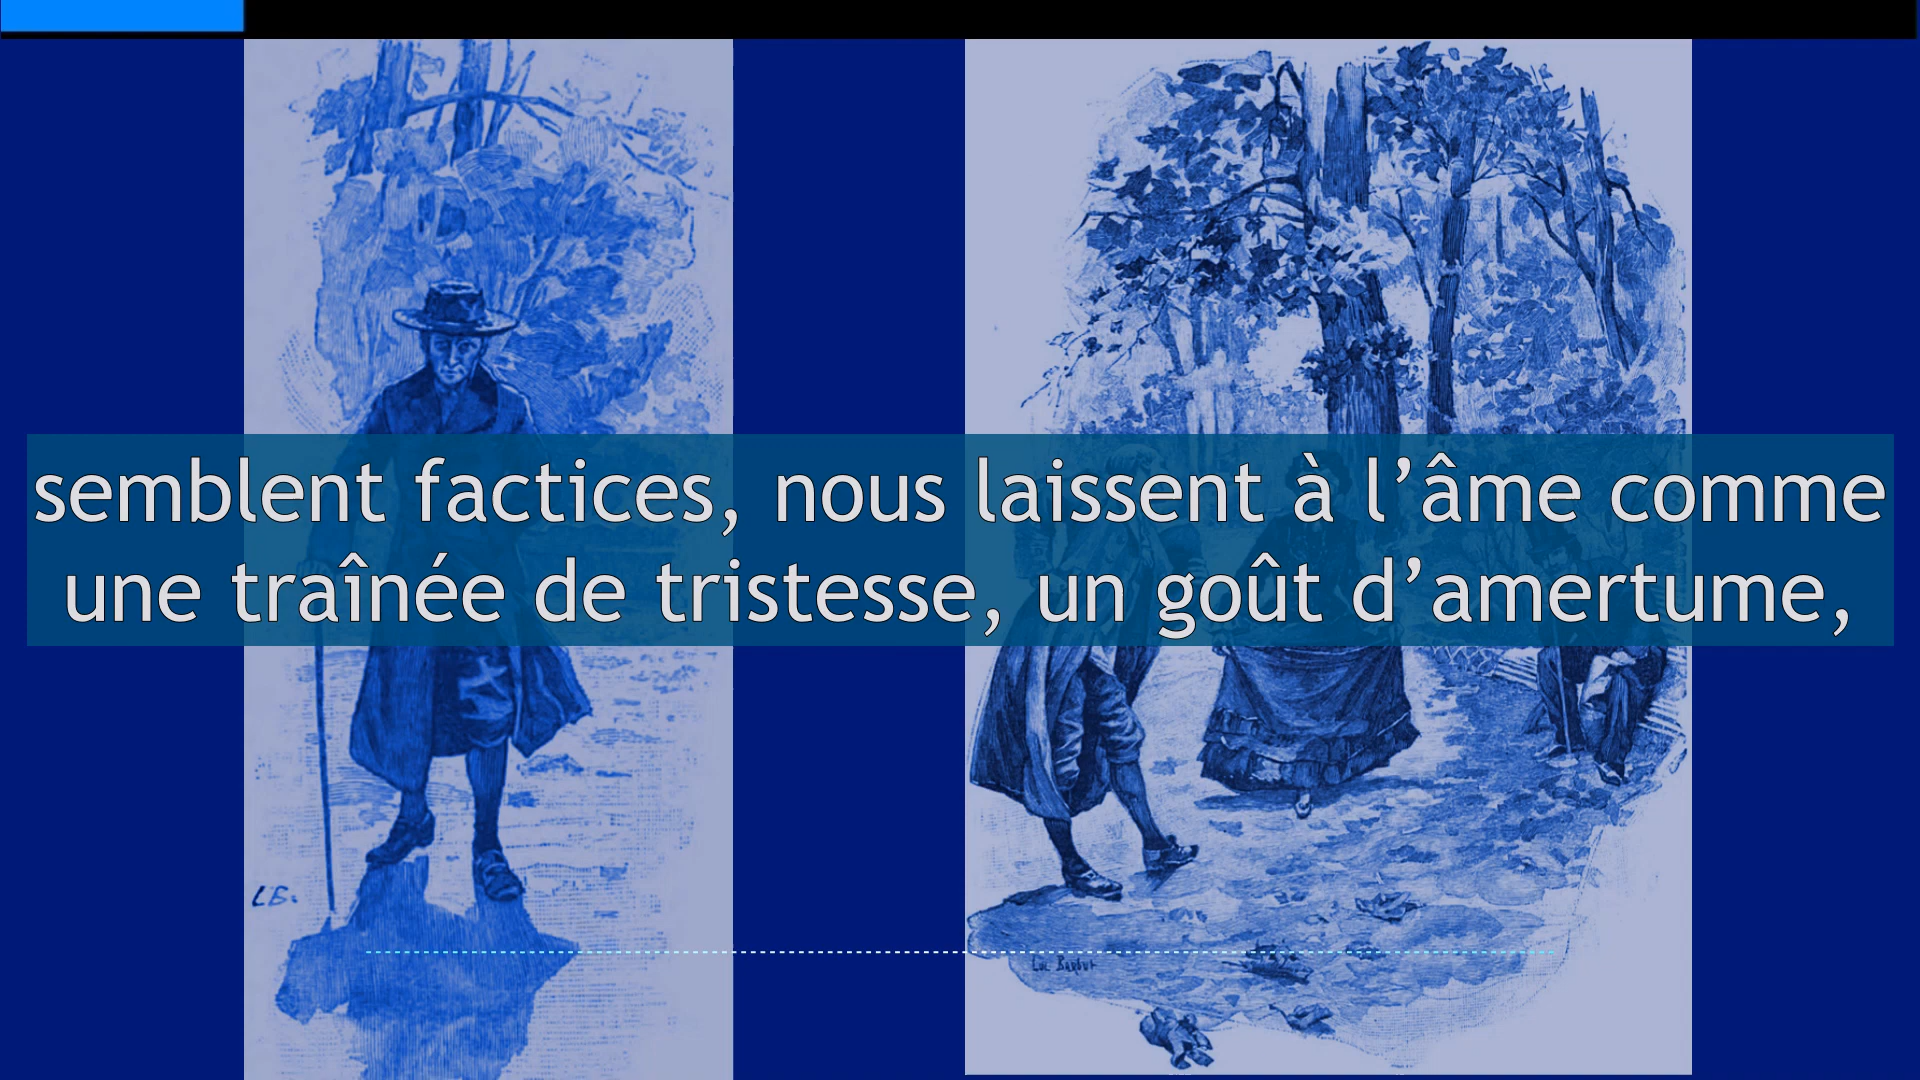 semblent factices, nous laissent à l’âme comme
une traînée de tristesse, un goût d’amertume,
L B.